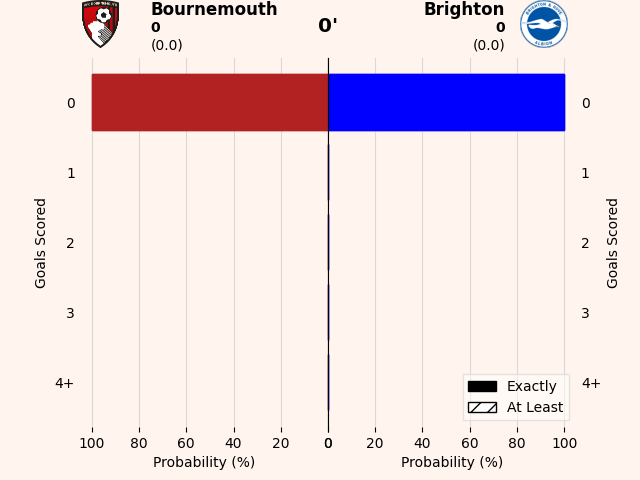 Bournemouth
0
(0.0)
0'
Brighton
0
(0.0)
Goals Scored
0
1
2
3
4+
0
1
2
3
4+
Goals Scored
Exactly
At Least
100 80 60 40 20 0 20 40 60 80 100
Probability (%)
Probability (%)